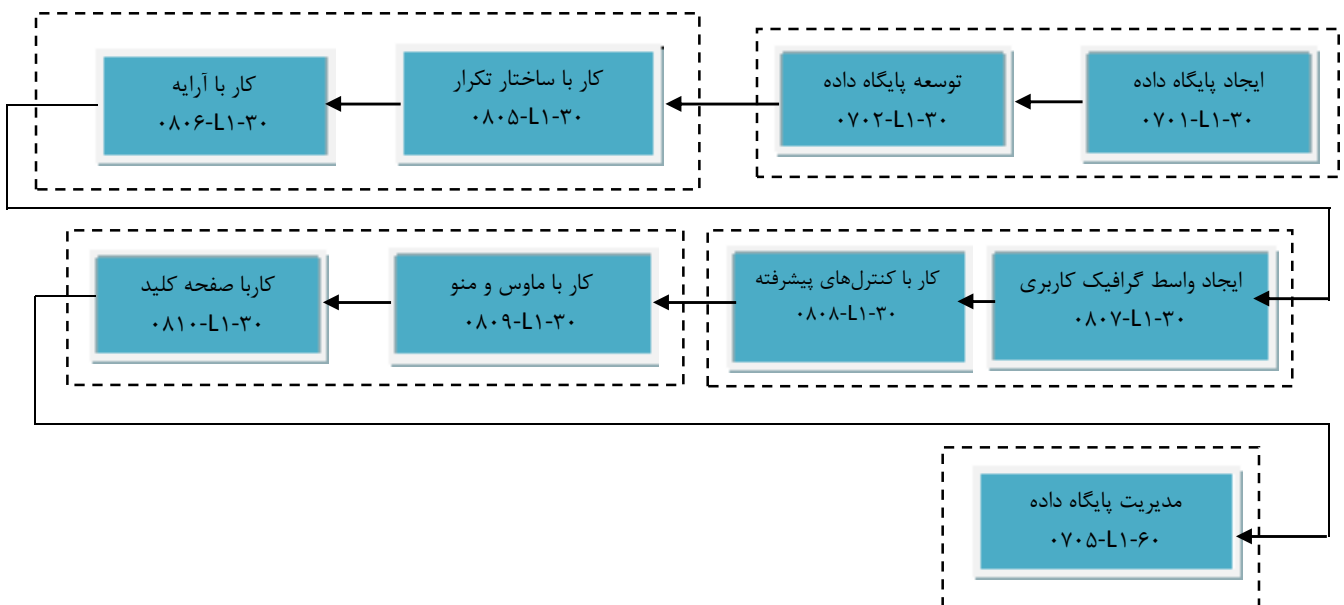 ایجاد پایگاه داده
۰۷۰۱-L۱-۳۰
توسعه پایگاه داده
۰۷۰۲-L۱-۳۰
کار با ساختار تکرار
۰۸۰۵-L۱-۳۰
کار با آرایه
۰۸۰۶-L۱-۳۰
ایجاد واسط گرافیک کاربری
۰۸۰۷-L۱-۳۰
کار با کنترل‌های پیشرفته
۰۸۰۸-L۱-۳۰
کار با ماوس و منو
۰۸۰۹-L۱-۳۰
کاربا صفحه کلید
۰۸۱۰-L۱-۳۰
مدیریت پایگاه داده
۰۷۰۵-L۱-۶۰